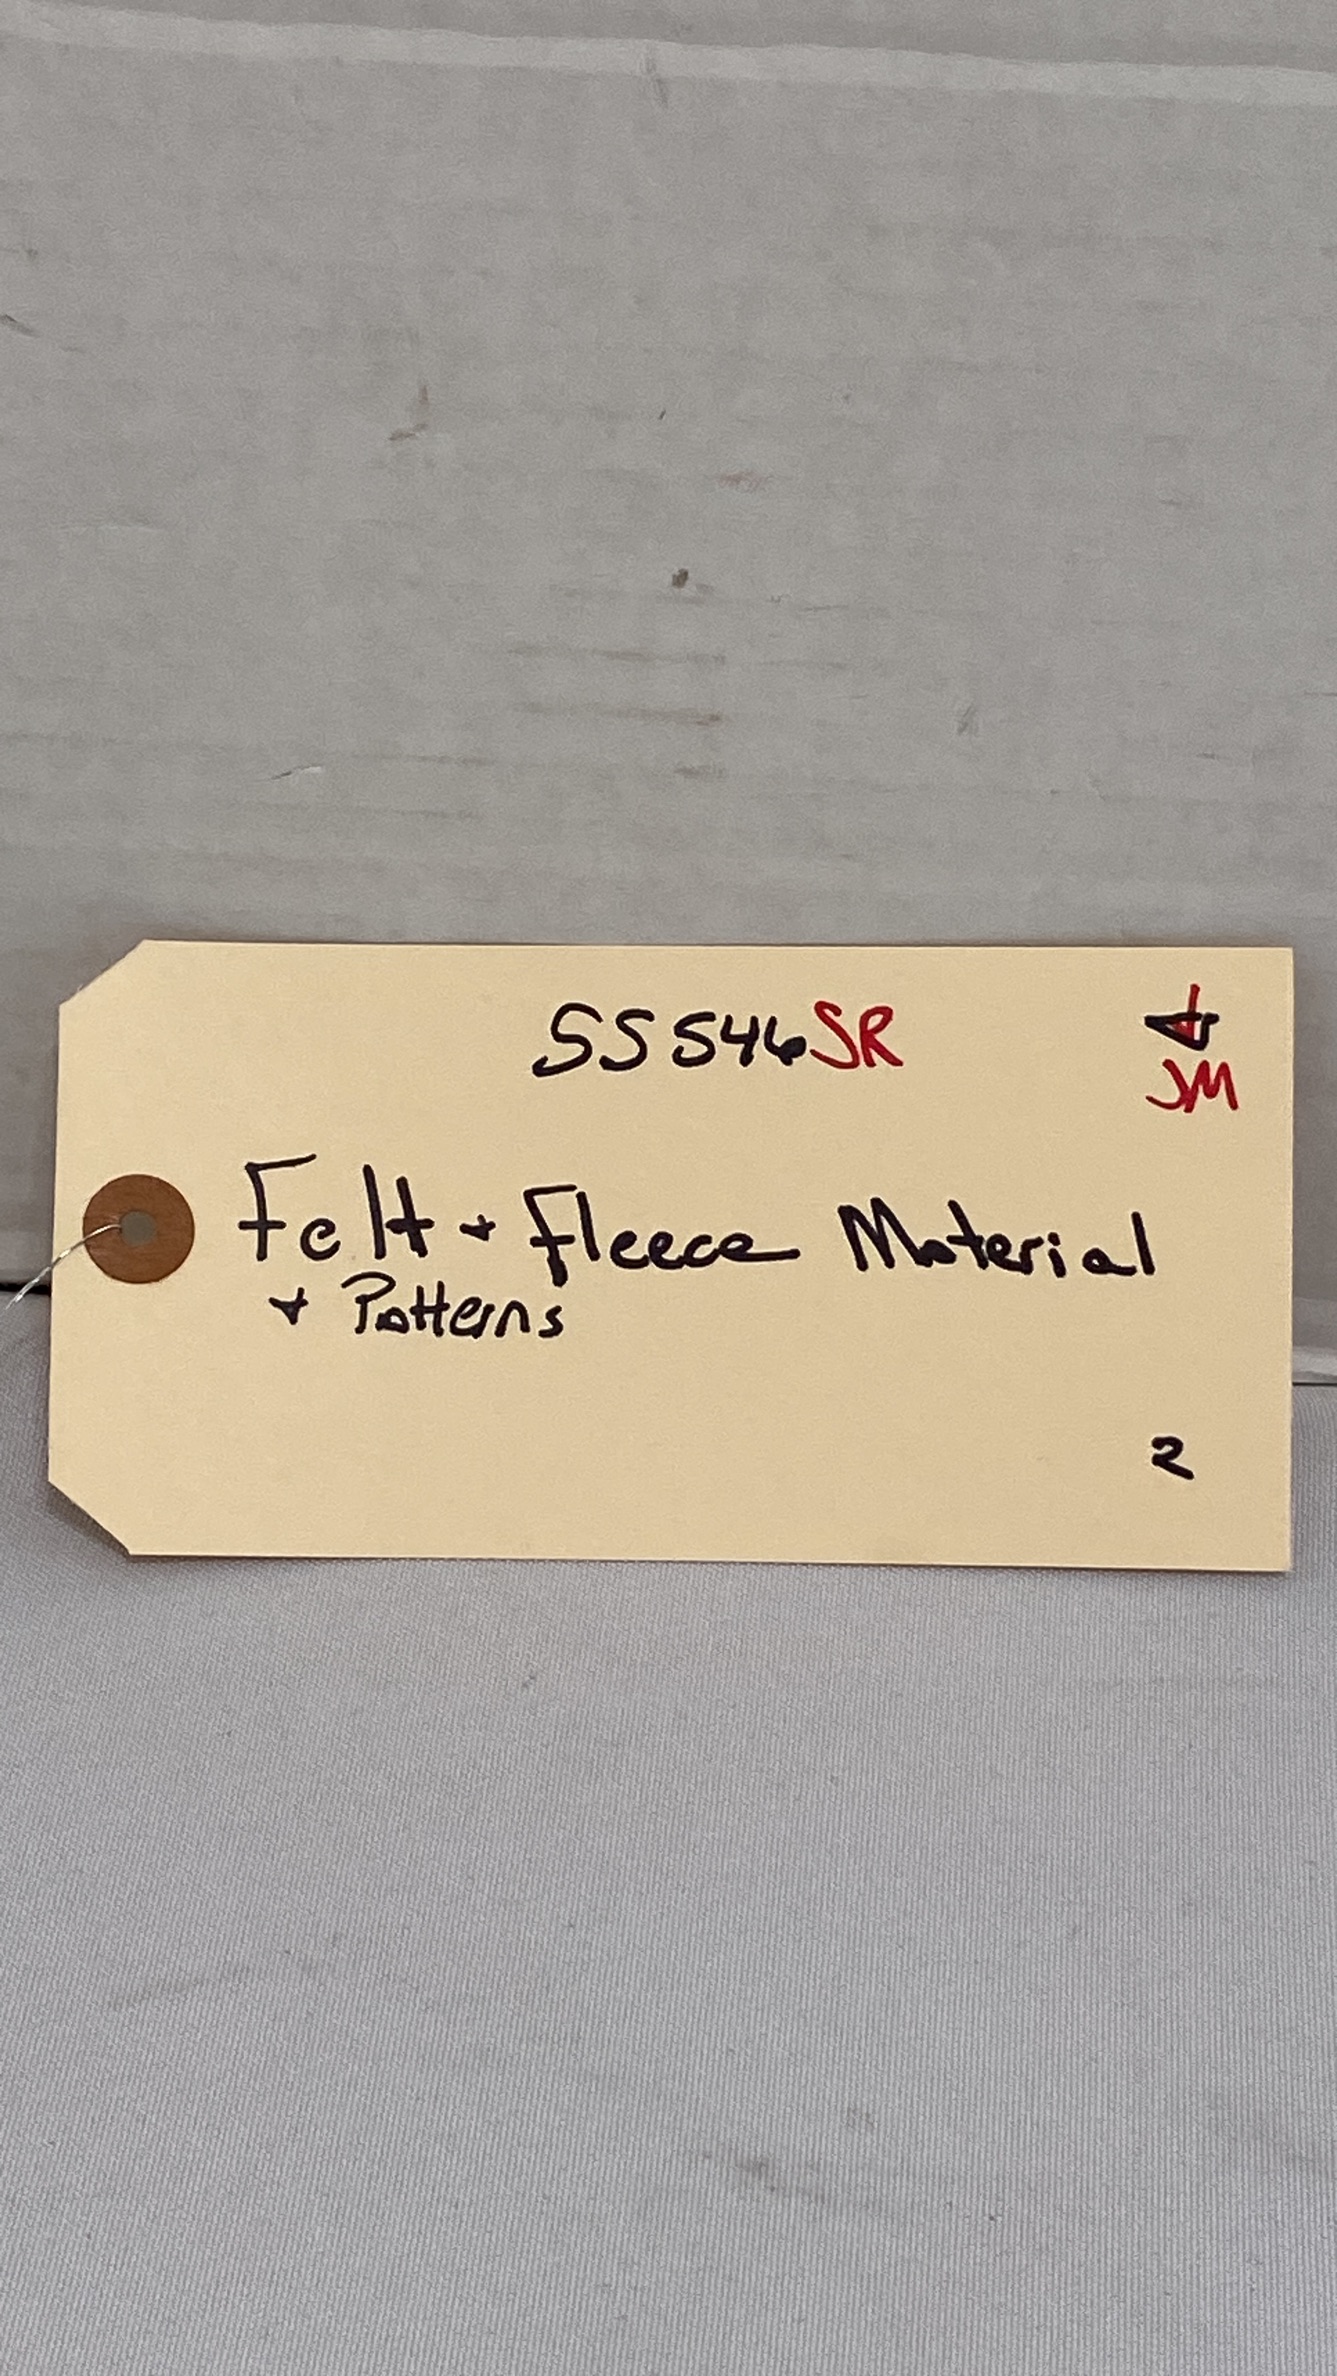 SS546SR
JM
Felt + Fleece Material
+ Patterns
2